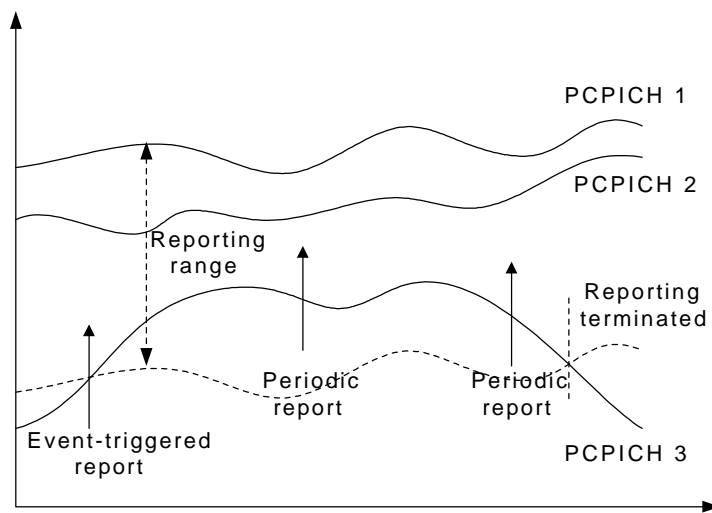 PCPICH 1
PCPICH 2
Reporting
range
Reporting
terminated
Periodic
report
Periodic
report
Event-triggered
report
PCPICH 3